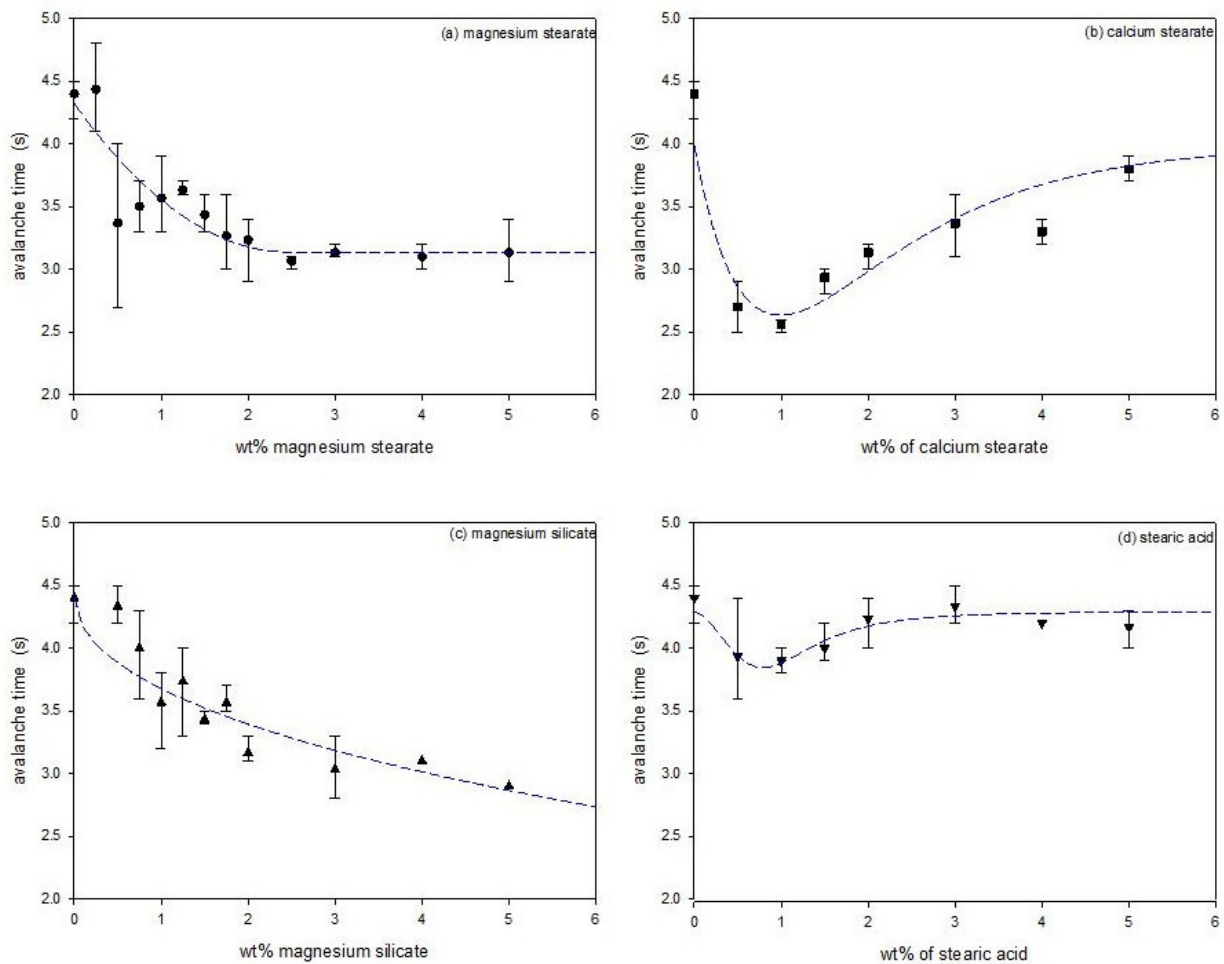 (a) magnesium stearate
avalanche time (s)
5.0
4.5
4.0
3.5
3.0
2.5
2.0
0 1 2 3 4 5 6
wt% magnesium stearate
(b) calcium stearate
avalanche time (s)
5.0
4.5
4.0
3.5
3.0
2.5
2.0
0 1 2 3 4 5 6
wt% of calcium stearate
(c) magnesium silicate
avalanche time (s)
5.0
4.5
4.0
3.5
3.0
2.5
2.0
0 1 2 3 4 5 6
wt% magnesium silicate
(d) stearic acid
avalanche time (s)
5.0
4.5
4.0
3.5
3.0
2.5
2.0
0 1 2 3 4 5 6
wt% of stearic acid